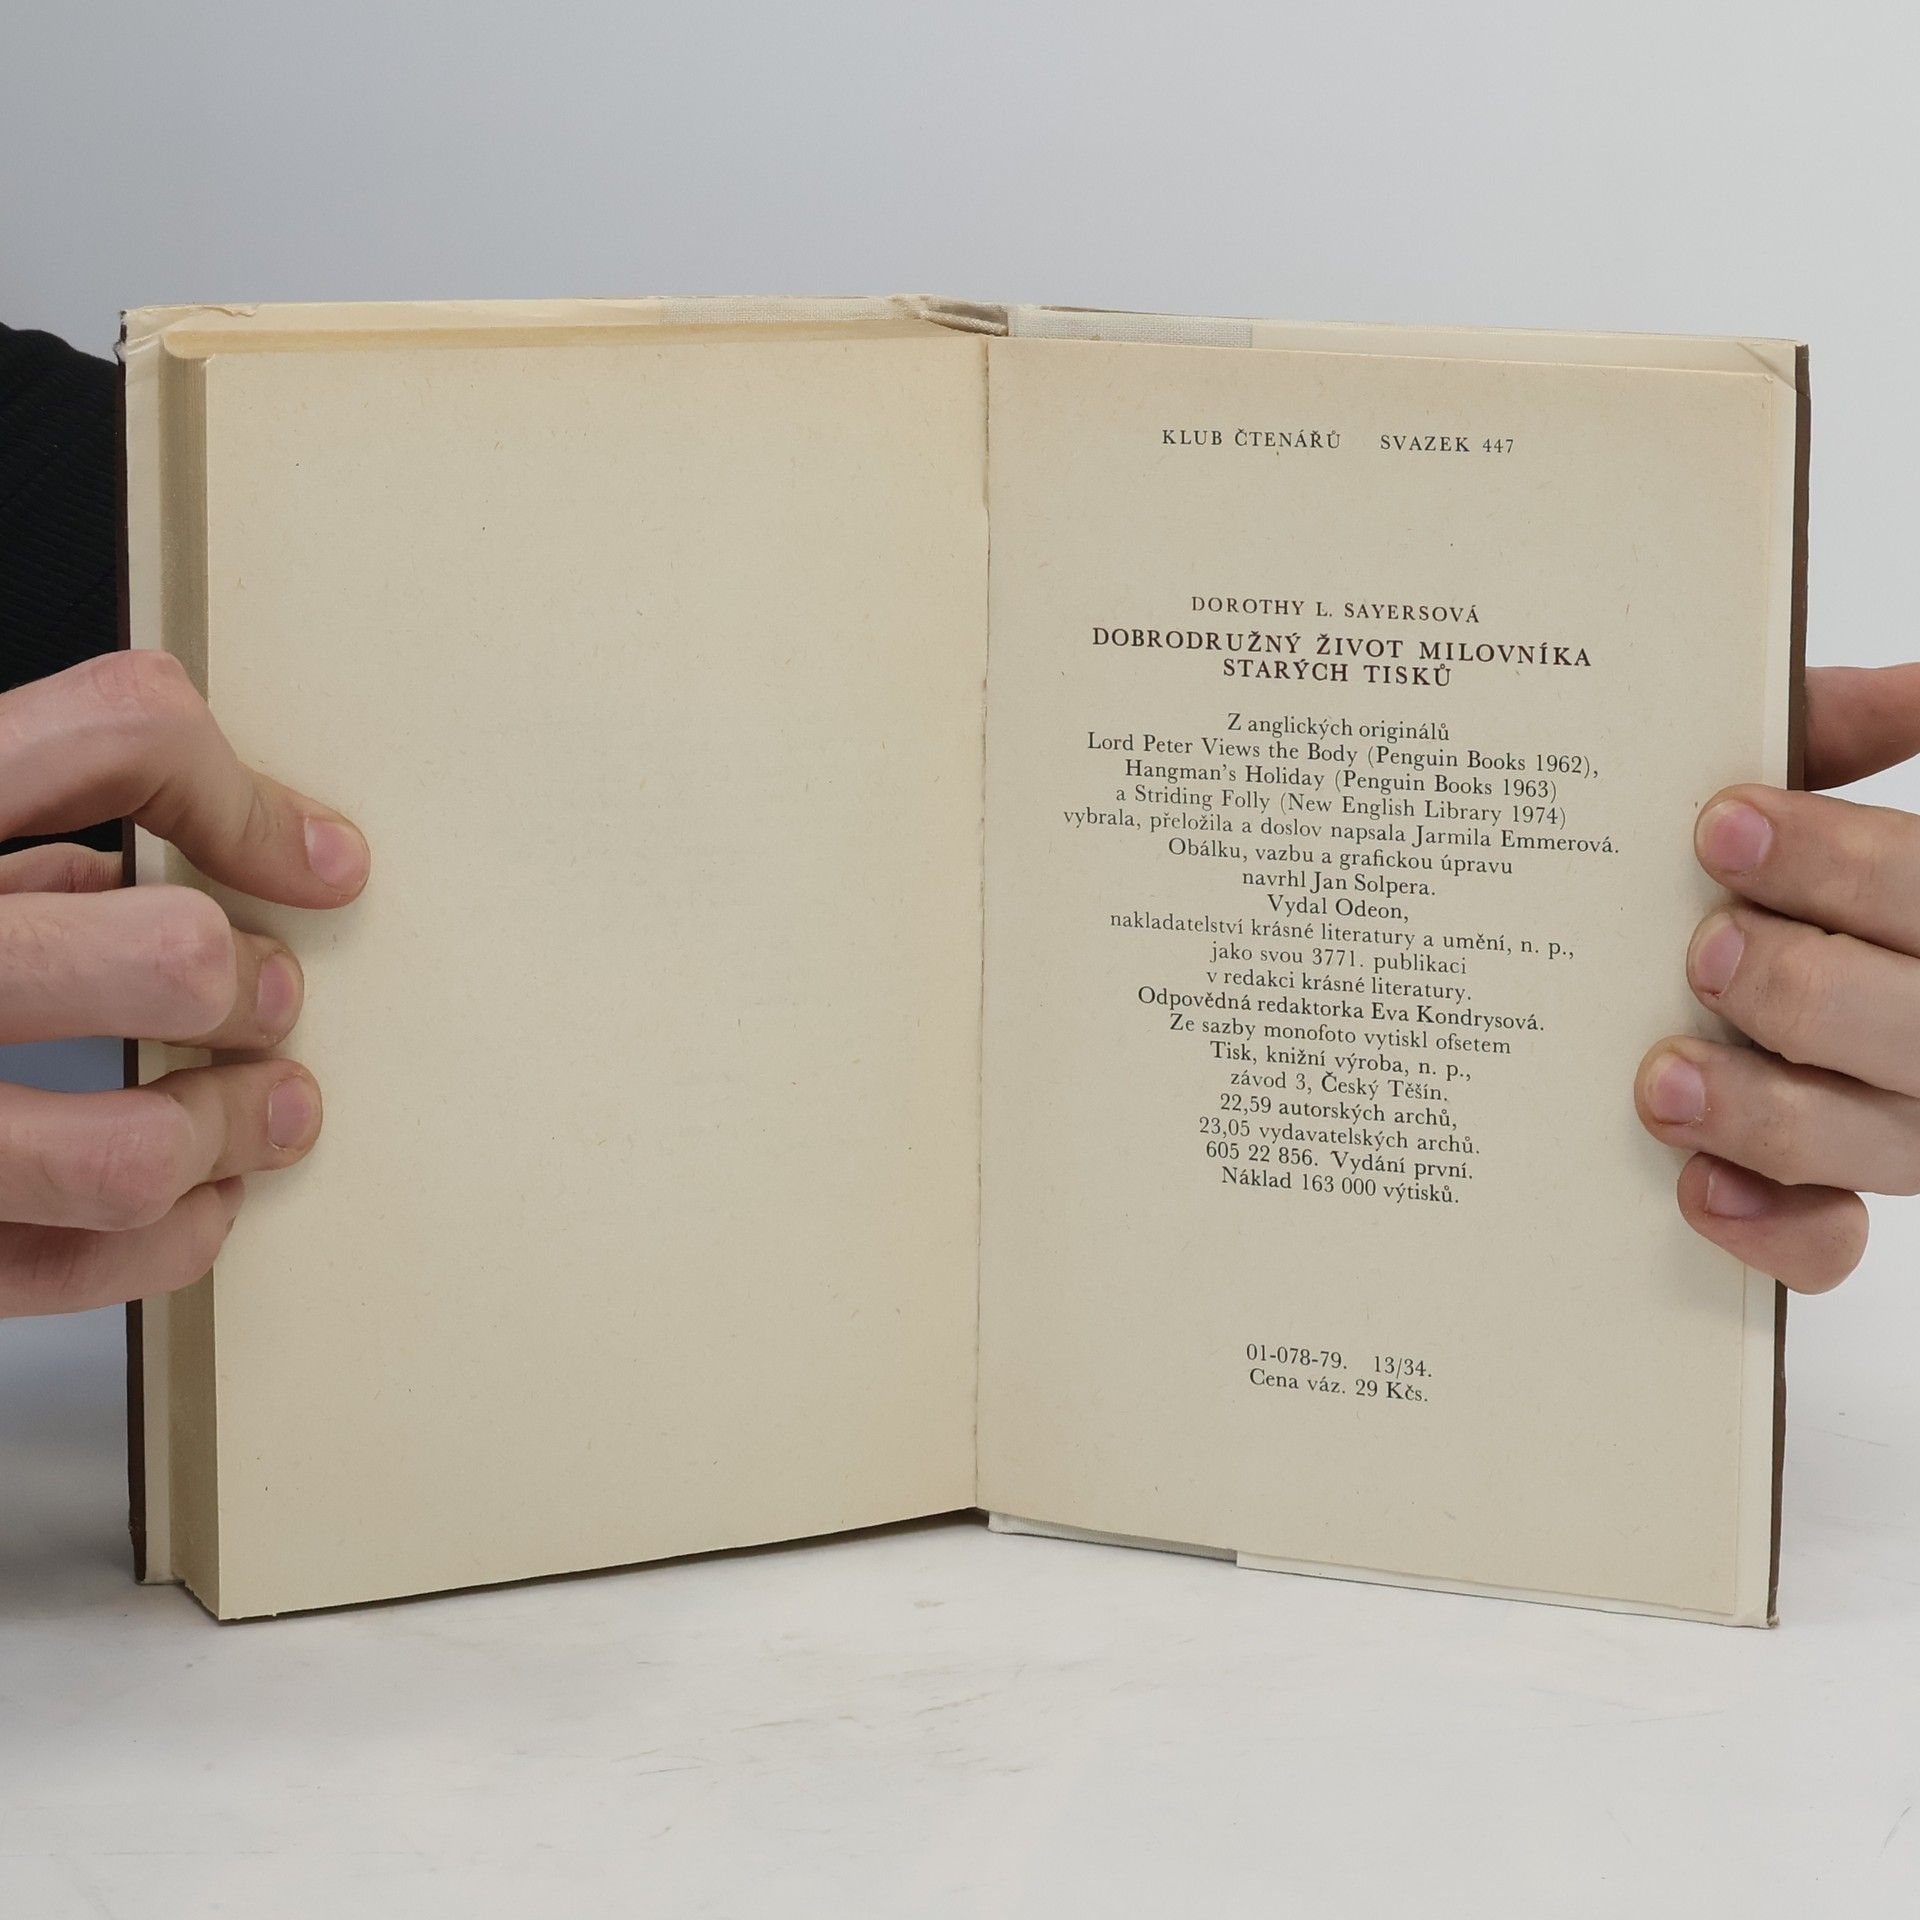 KLUB ČTENÁŘŮ SVAZEK 447
DOROTHY L. SAYERSOVÁ
DOBRODRUŽNÝ ŽIVOT MILOVNÍKA
STARÝCH TISKŮ
Z anglických originálů
Lord Peter Views the Body (Penguin Books 1962),
Hangman's Holiday (Penguin Books 1963)
a Striding Folly (New English Library 1974)
vybrala, přeložila a doslov napsala Jarmila Emmerová.
Obálku, vazbu a grafickou úpravu
navrhl Jan Solpera.
Vydal Odeon,
nakladatelství krásné literatury a umění, n. p.,
jako svou 3771. publikaci
v redakci krásné literatury.
Odpovědná redaktorka Eva Kondrysová.
Ze sazby monofoto vytiskl ofsetem
Tisk, knižní výroba, n. p.,
závod 3, Český Těšín.
22,59 autorských archů,
23,05 vydavatelských archů.
605 22 856. Vydání první.
Náklad 163 000 výtisků.
01-078-79. 13/34.
Cena váz. 29 Kčs.